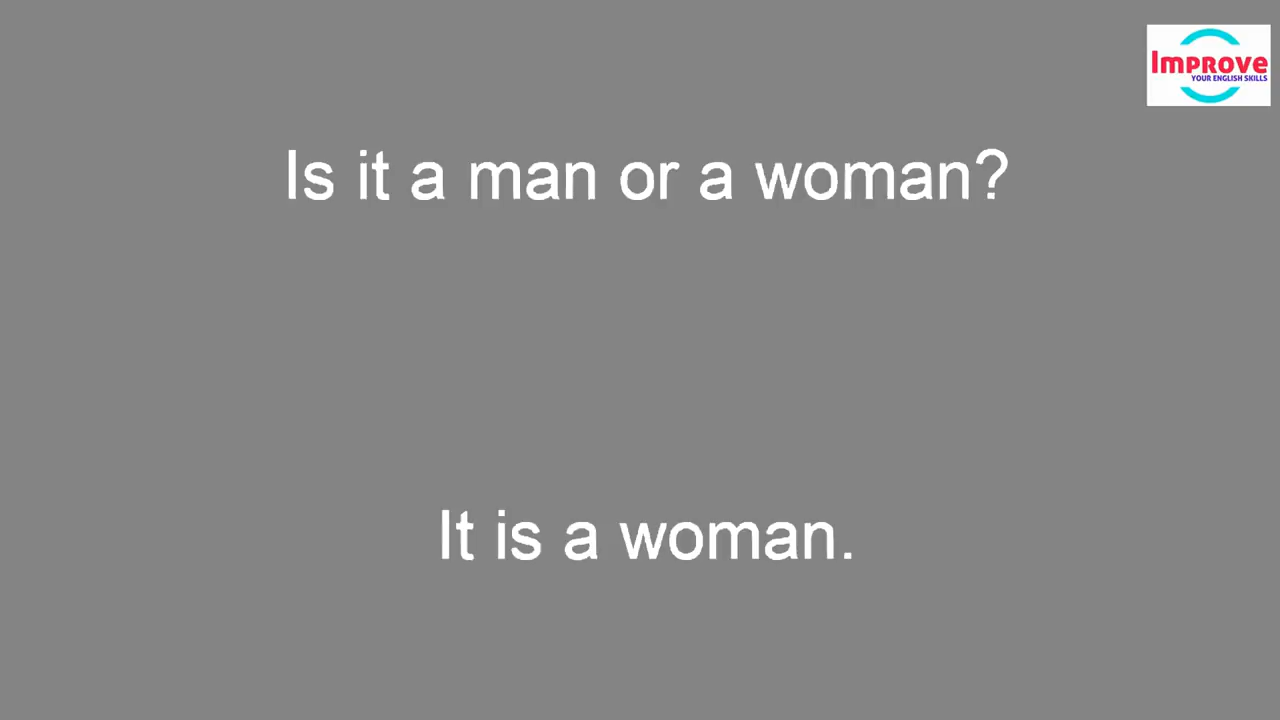 Improve
YOUR ENGLISH SKILLS
Is it a man or a woman?
It is a woman.